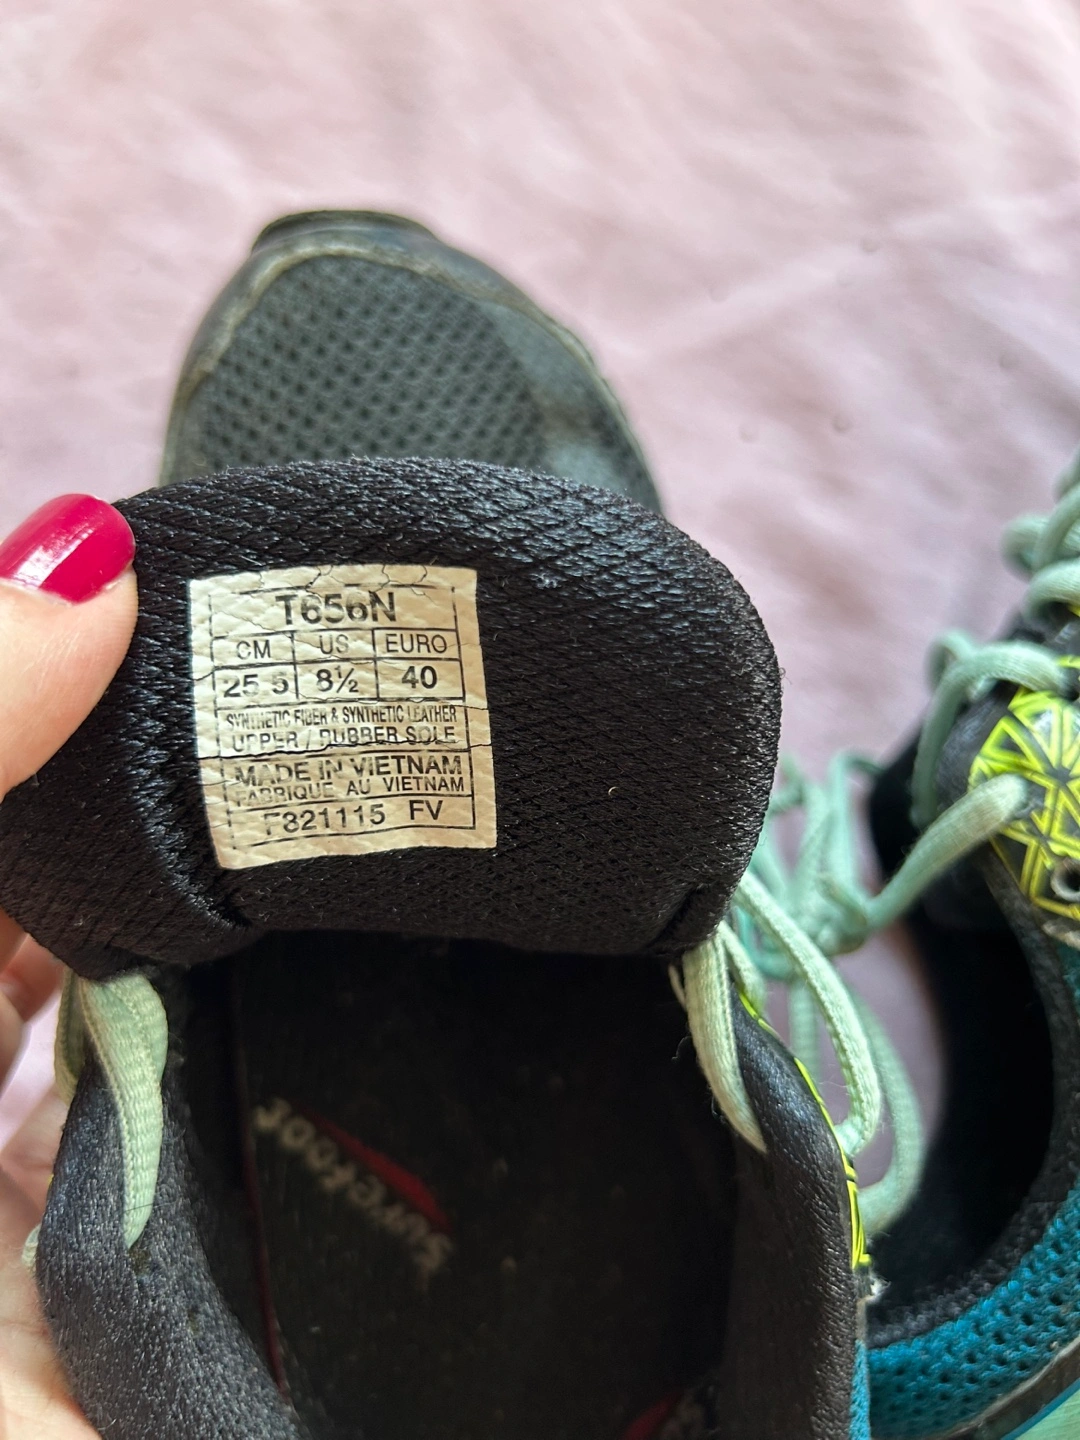 T656N
CM US EURO
25.5 8½ 40
SYNTHETIC FIBER & SYNTHETIC LEATHER
UPPER / RUBBER SOLE
MADE IN VIETNAM
FABRIQUE AU VIETNAM
F821115 FV
Surefoot